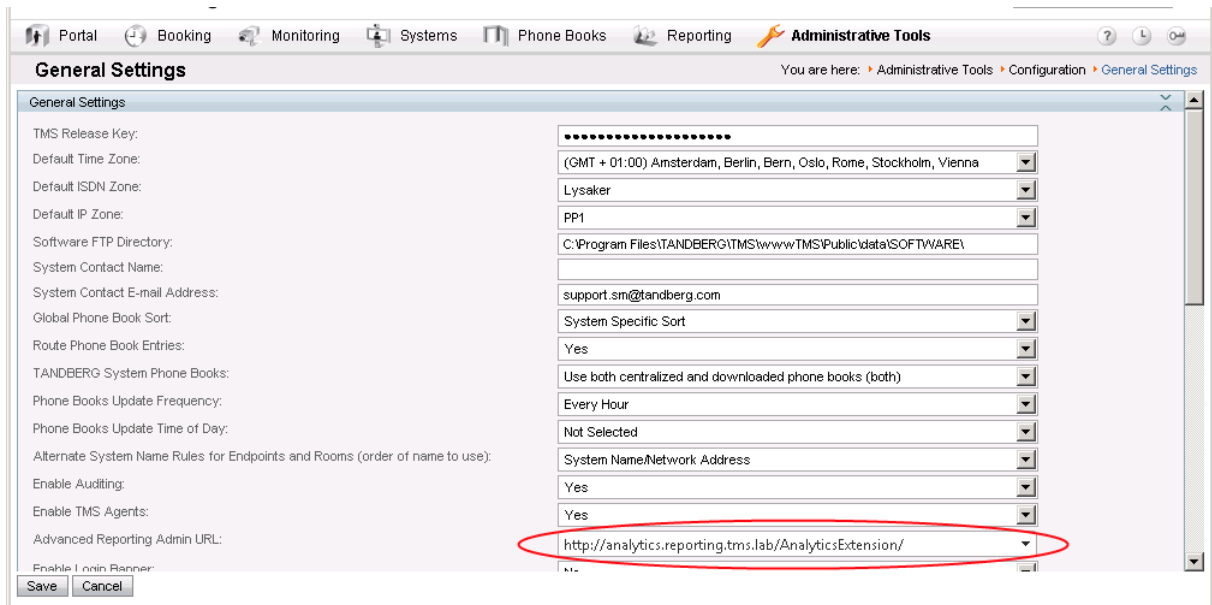 Portal Booking Monitoring Systems Phone Books Reporting Administrative Tools ?
General Settings You are here: Administrative Tools Configuration General Settings
General Settings
TMS Release Key: ••••••••••••••••••••
Default Time Zone: (GMT + 01:00) Amsterdam, Berlin, Bern, Oslo, Rome, Stockholm, Vienna
Default ISDN Zone: Lysaker
Default IP Zone: PP1
Software FTP Directory: C:\Program Files\TANDBERG\TMS\wwwTMS\Public\data\SOFTWARE\
System Contact Name:
System Contact E-mail Address: support.sm@tandberg.com
Global Phone Book Sort: System Specific Sort
Route Phone Book Entries: Yes
TANDBERG System Phone Books: Use both centralized and downloaded phone books (both)
Phone Books Update Frequency: Every Hour
Phone Books Update Time of Day: Not Selected
Alternate System Name Rules for Endpoints and Rooms (order of name to use): System Name/Network Address
Enable Auditing: Yes
Enable TMS Agents: Yes
Advanced Reporting Admin URL: http://analytics.reporting.tms.lab/AnalyticsExtension/
Enable Login Banner: No
Save Cancel